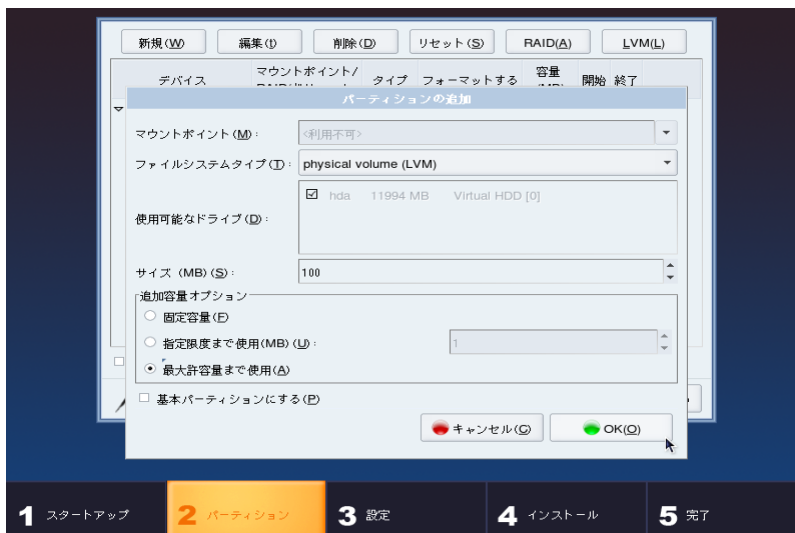 新規(W) 編集(I) 削除(D) リセット(S) RAID(A) LVM(L)
デバイス マウントポイント/ タイプ フォーマットする 容量 開始 終了
パーティションの追加
マウントポイント(M): <利用不可>
ファイルシステムタイプ(T): physical volume (LVM)
使用可能なドライブ(D): hda 11994 MB Virtual HDD [0]
サイズ (MB)(S): 100
追加容量オプション
固定容量(F)
指定限度まで使用(MB)(U): 1
最大許容量まで使用(A)
基本パーティションにする(P)
キャンセル(C) OK(O)
1 スタートアップ 2 パーティション 3 設定 4 インストール 5 完了